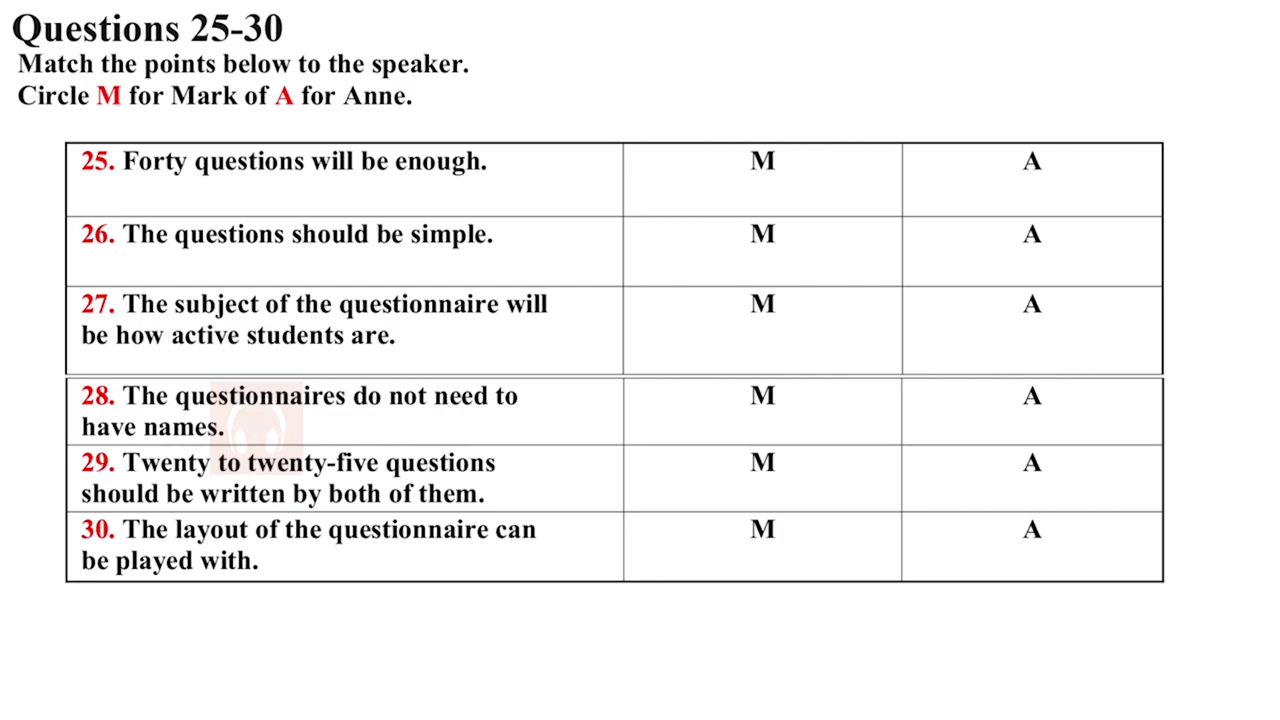 Questions 25-30
Match the points below to the speaker.
Circle M for Mark of A for Anne.
25. Forty questions will be enough. M A
26. The questions should be simple. M A
27. The subject of the questionnaire will M A
be how active students are.
28. The questionnaires do not need to M A
have names.
29. Twenty to twenty-five questions M A
should be written by both of them.
30. The layout of the questionnaire can M A
be played with.